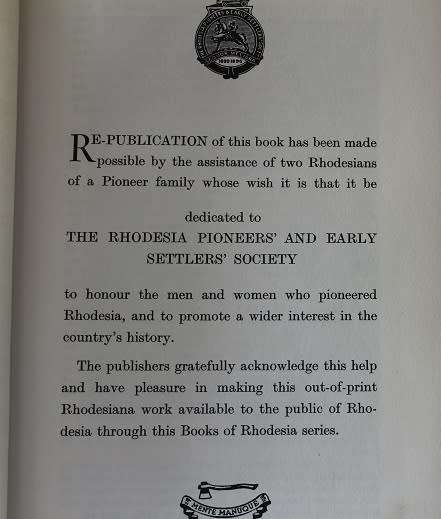 1890 1896
RE-PUBLICATION of this book has been made
possible by the assistance of two Rhodesians
of a Pioneer family whose wish it is that it be
dedicated to
THE RHODESIA PIONEERS' AND EARLY
SETTLERS' SOCIETY
to honour the men and women who pioneered
Rhodesia, and to promote a wider interest in the
country's history.
The publishers gratefully acknowledge this help
and have pleasure in making this out-of-print
Rhodesiana work available to the public of Rho-
desia through this Books of Rhodesia series.
MENTE MANUQUE